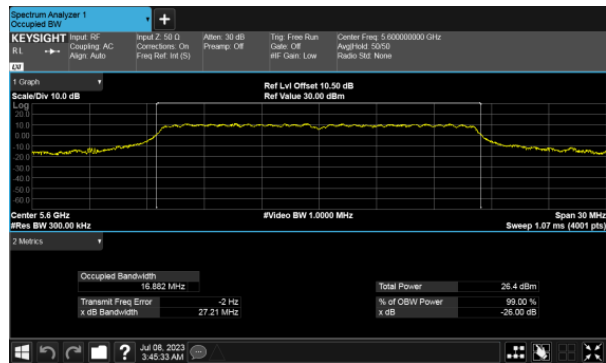 Spectrum Analyzer 1
Occupied BW
KEYSIGHT Input: RF Input Z: 50 Ω Atten: 30 dB Trig: Free Run Center Freq: 5.600000000 GHz
RL Coupling: AC Corrections: On Preamp: Off Gate: Off Avg|Hold: 50/50
Align: Auto Freq Ref: Int (S) #IF Gain: Low Radio Std: None
LXI
1 Graph Ref Lvl Offset 10.50 dB
Scale/Div 10.0 dB Ref Value 30.00 dBm
Log
20.0
10.0
0.00
-10.0
-20.0
-30.0
-40.0
-50.0
-60.0
Center 5.6 GHz #Video BW 1.0000 MHz Span 30 MHz
#Res BW 300.00 kHz Sweep 1.07 ms (4001 pts)
2 Metrics
Occupied Bandwidth
16.882 MHz Total Power 26.4 dBm
Transmit Freq Error -2 Hz % of OBW Power 99.00 %
x dB Bandwidth 27.21 MHz x dB -26.00 dB
Jul 08, 2023
3:45:33 AM